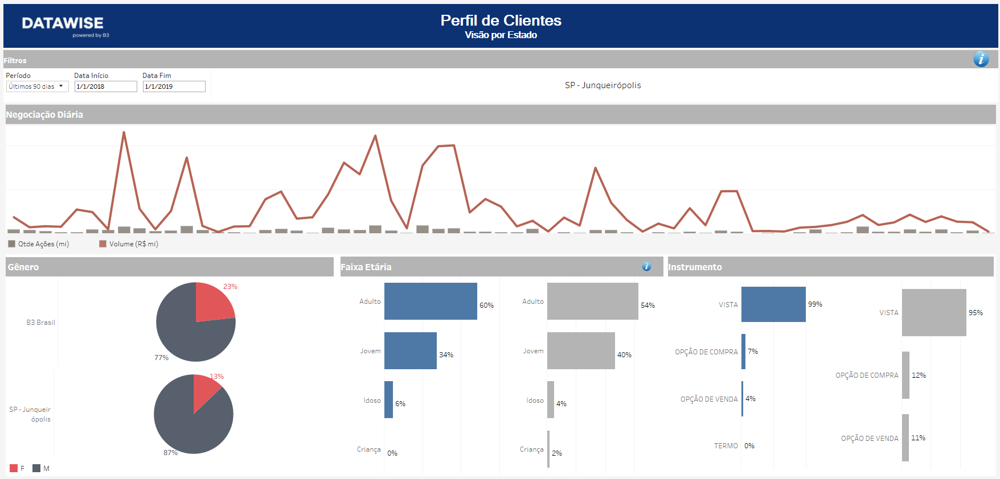 DATAWISE
powered by B3
Perfil de Clientes
Visão por Estado
Filtros
i
Período
Data Início
Data Fim
Últimos 90 dias
1/1/2018
1/1/2019
SP - Junqueirópolis
Negociação Diária
Qtde Ações (mi)
Volume (R$ mi)
Gênero
B3 Brasil
23%
77%
SP - Junqueir
ópolis
13%
87%
F
M
Faixa Etária
i
Adulto
60%
Jovem
34%
Idoso
6%
Criança
0%
Adulto
54%
Jovem
40%
Idoso
4%
Criança
2%
Instrumento
VISTA
99%
OPÇÃO DE COMPRA
7%
OPÇÃO DE VENDA
4%
TERMO
0%
VISTA
95%
OPÇÃO DE COMPRA
12%
OPÇÃO DE VENDA
11%